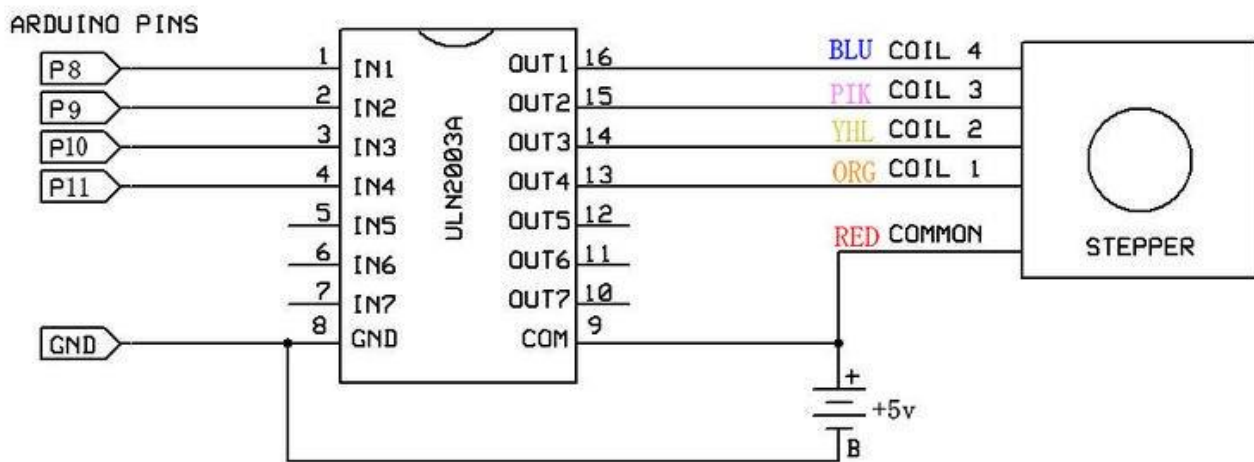 ARDUINO PINS
P8 1 IN1 OUT1 16 BLU COIL 4
P9 2 IN2 OUT2 15 PIK COIL 3
P10 3 IN3 OUT3 14 YHL COIL 2
P11 4 IN4 OUT4 13 ORG COIL 1
5 IN5 OUT5 12
6 IN6 OUT6 11
7 IN7 OUT7 10
GND 8 GND COM 9
ULN2003A
RED COMMON
STEPPER
+
+5v
B